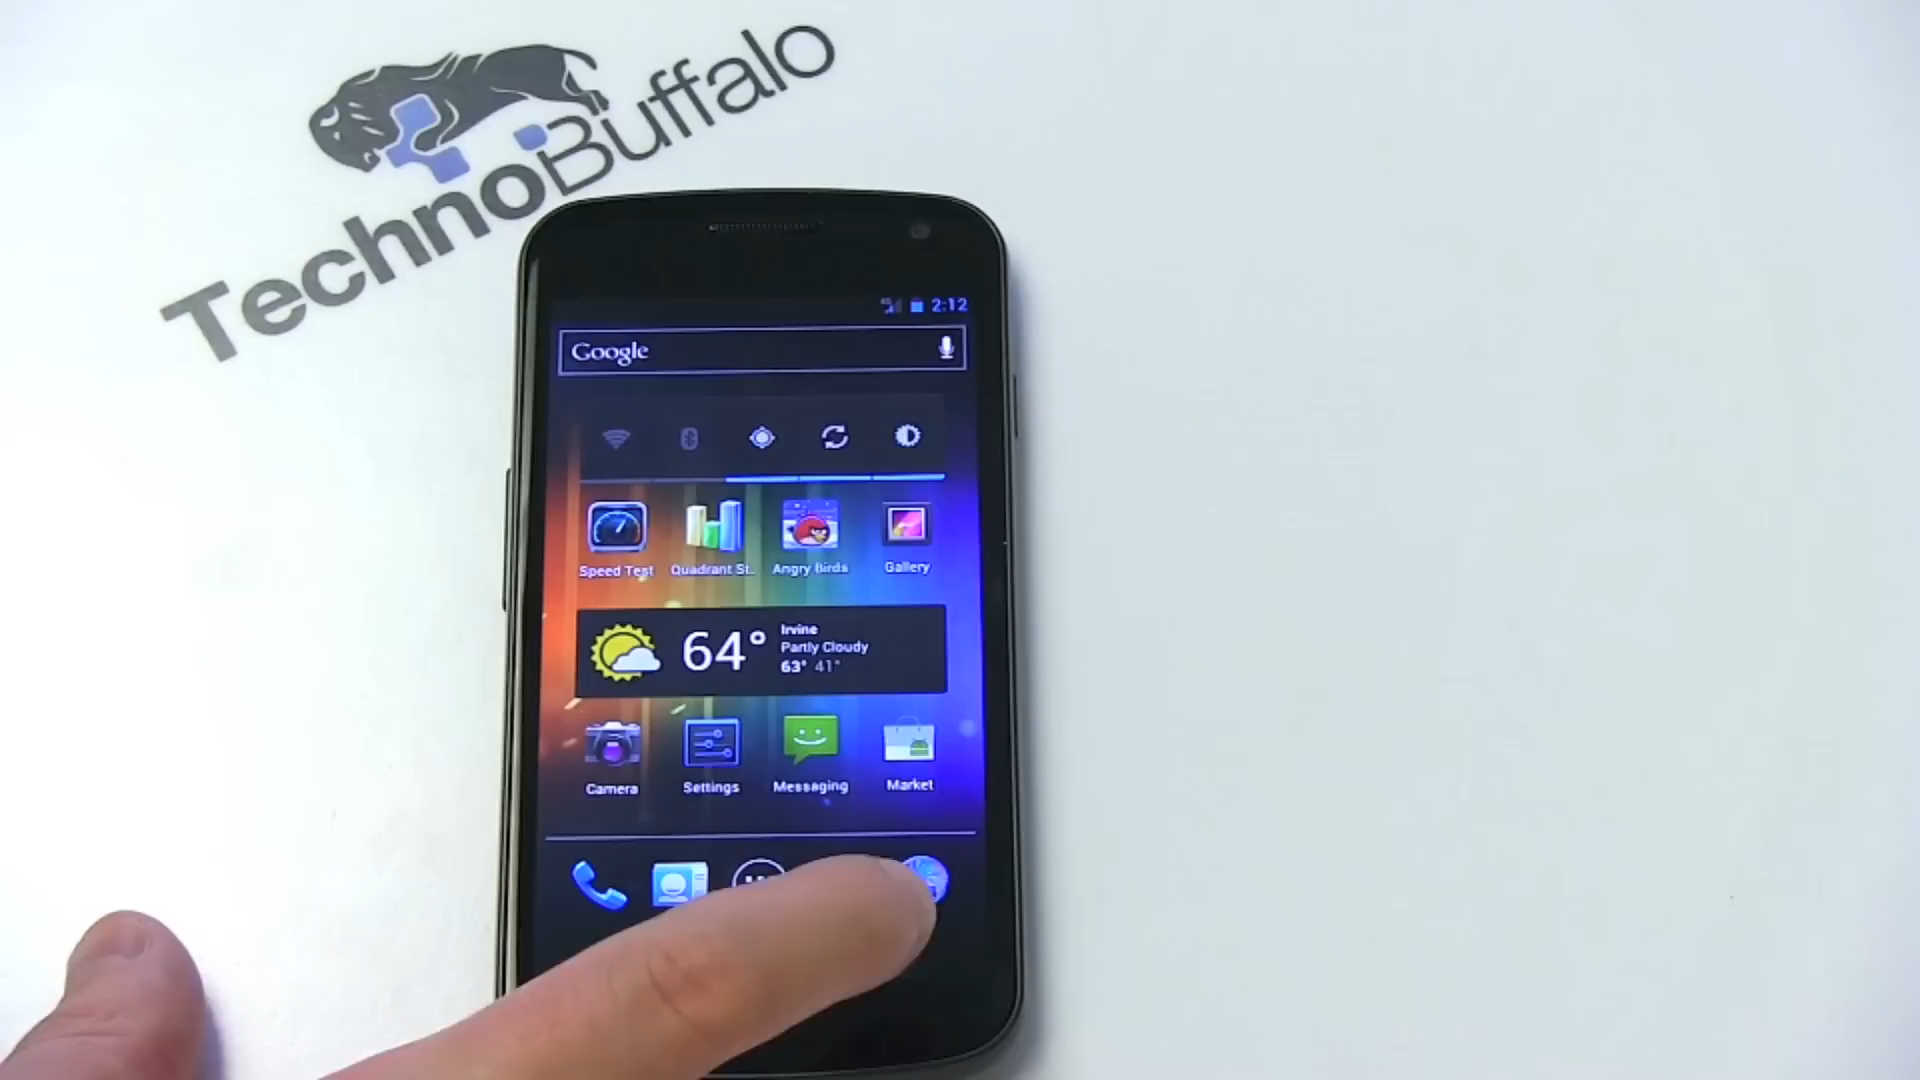 TechnoBuffalo
4G 2:12
Google
Speed Test Quadrant St.. Angry Birds Gallery
64° Irvine
Partly Cloudy
63° 41°
Camera Settings Messaging Market